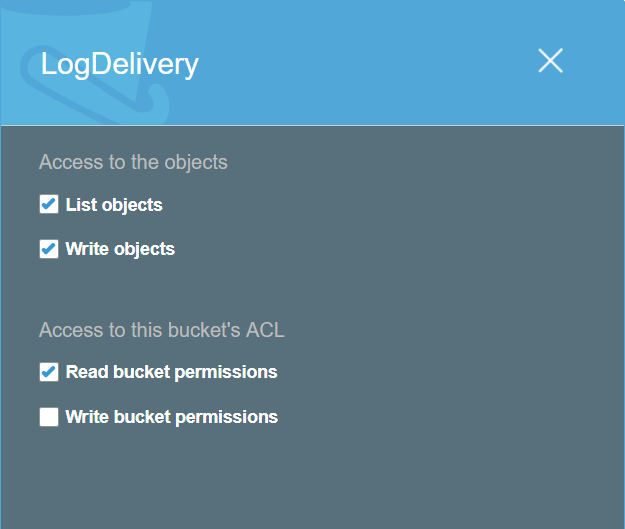 LogDelivery
Access to the objects
List objects
Write objects
Access to this bucket's ACL
Read bucket permissions
Write bucket permissions